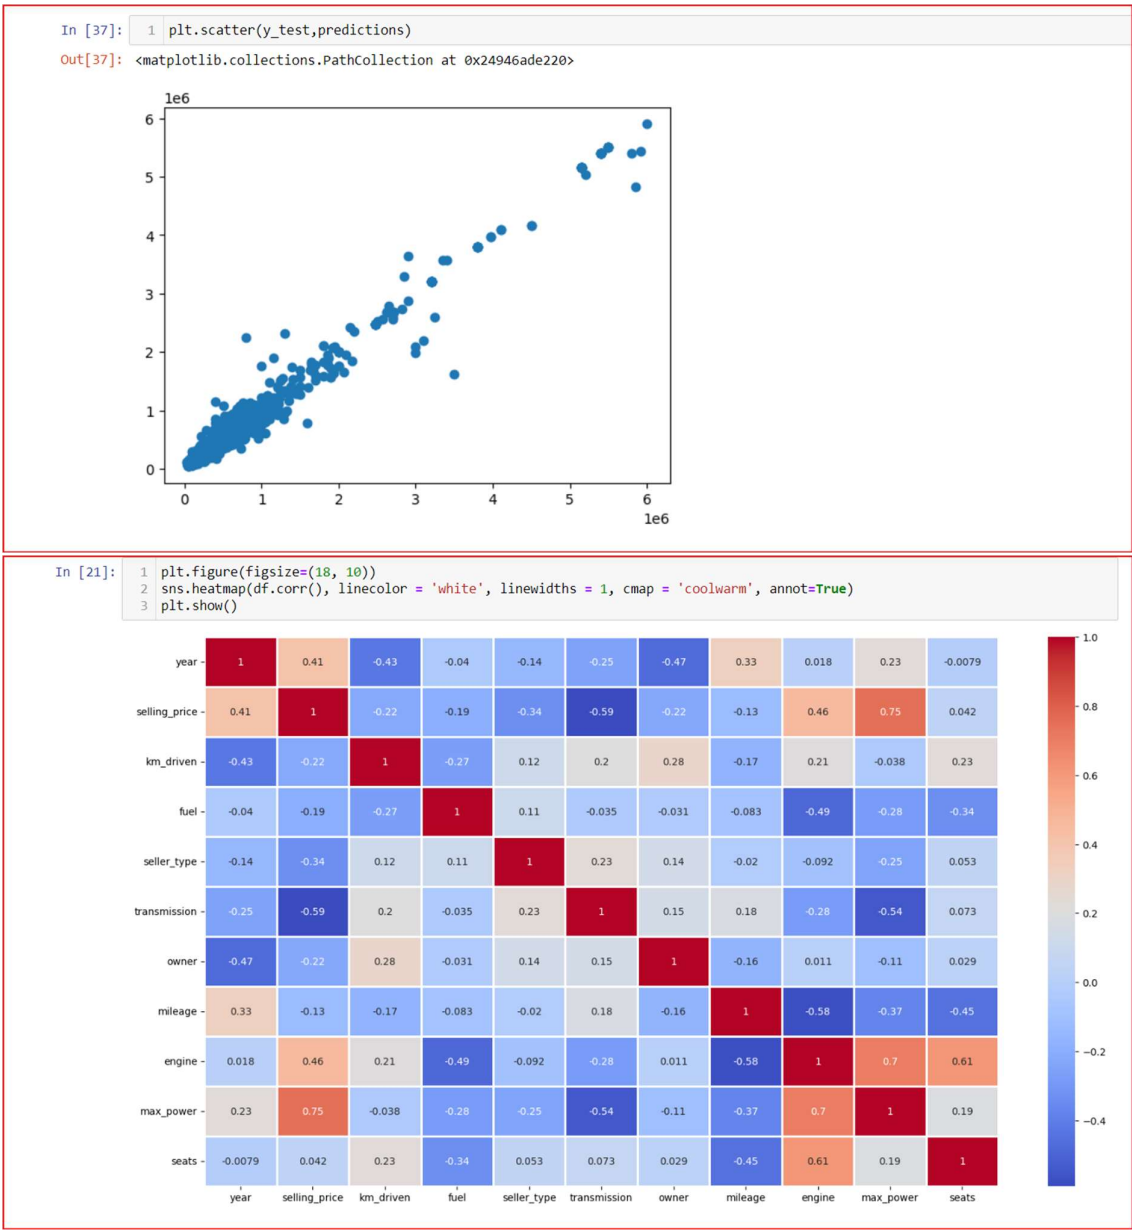 In [37]: 1 plt.scatter(y_test,predictions)
Out[37]: <matplotlib.collections.PathCollection at 0x24946ade220>
1e6
6
5
4
3
2
1
0
0 1 2 3 4 5 6
1e6
In [21]: 1 plt.figure(figsize=(18, 10))
2 sns.heatmap(df.corr(), linecolor = 'white', linewidths = 1, cmap = 'coolwarm', annot=True)
3 plt.show()
year 1 0.41 -0.43 -0.04 -0.14 -0.25 -0.47 0.33 0.018 0.23 -0.0079
selling_price 0.41 1 -0.22 -0.19 -0.34 -0.59 -0.22 -0.13 0.46 0.75 0.042
km_driven -0.43 -0.22 1 -0.27 0.12 0.2 0.28 -0.17 0.21 -0.038 0.23
fuel -0.04 -0.19 -0.27 1 0.11 -0.035 -0.031 -0.083 -0.49 -0.28 -0.34
seller_type -0.14 -0.34 0.12 0.11 1 0.23 0.14 -0.02 -0.092 -0.25 0.053
transmission -0.25 -0.59 0.2 -0.035 0.23 1 0.15 0.18 -0.28 -0.54 0.073
owner -0.47 -0.22 0.28 -0.031 0.14 0.15 1 -0.16 0.011 -0.11 0.029
mileage 0.33 -0.13 -0.17 -0.083 -0.02 0.18 -0.16 1 -0.58 -0.37 -0.45
engine 0.018 0.46 0.21 -0.49 -0.092 -0.28 0.011 -0.58 1 0.7 0.61
max_power 0.23 0.75 -0.038 -0.28 -0.25 -0.54 -0.11 -0.37 0.7 1 0.19
seats -0.0079 0.042 0.23 -0.34 0.053 0.073 0.029 -0.45 0.61 0.19 1
year selling_price km_driven fuel seller_type transmission owner mileage engine max_power seats
1.0
0.8
0.6
0.4
0.2
0.0
−0.2
−0.4